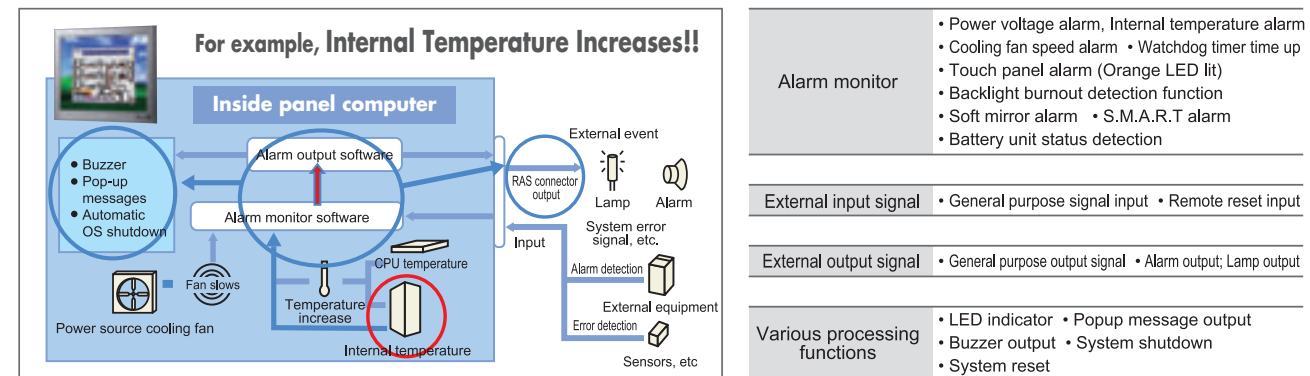 For example, Internal Temperature Increases!!
Inside panel computer
• Buzzer
• Pop-up
messages
• Automatic
OS shutdown
Alarm output software
Alarm monitor software
Fan slows
Power source cooling fan
Temperature
increase
CPU temperature
Internal temperature
External event
RAS connector
output
Lamp
Alarm
System error
signal, etc.
Input
Alarm detection
External equipment
Error detection
Sensors, etc
Alarm monitor
• Power voltage alarm, Internal temperature alarm
• Cooling fan speed alarm • Watchdog timer time up
• Touch panel alarm (Orange LED lit)
• Backlight burnout detection function
• Soft mirror alarm • S.M.A.R.T alarm
• Battery unit status detection
External input signal
• General purpose signal input • Remote reset input
External output signal
• General purpose output signal • Alarm output; Lamp output
Various processing
functions
• LED indicator • Popup message output
• Buzzer output • System shutdown
• System reset